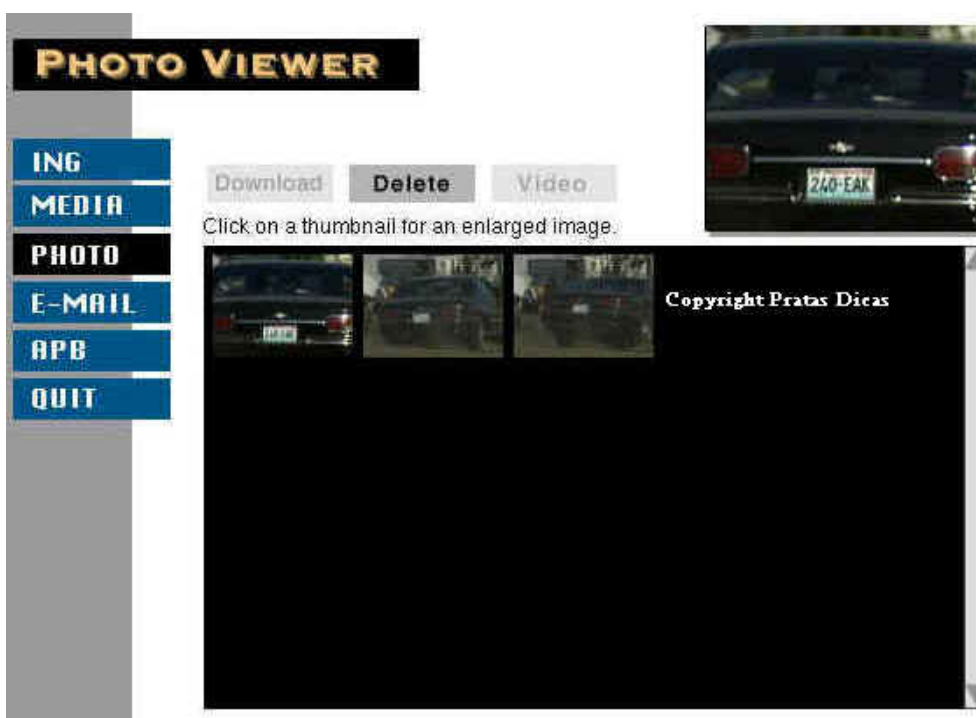 PHOTO VIEWER
ING
MEDIA
PHOTO
E-MAIL
APB
QUIT
Download Delete Video
Click on a thumbnail for an enlarged image.
240-EAK
Copyright Pratas Dicas